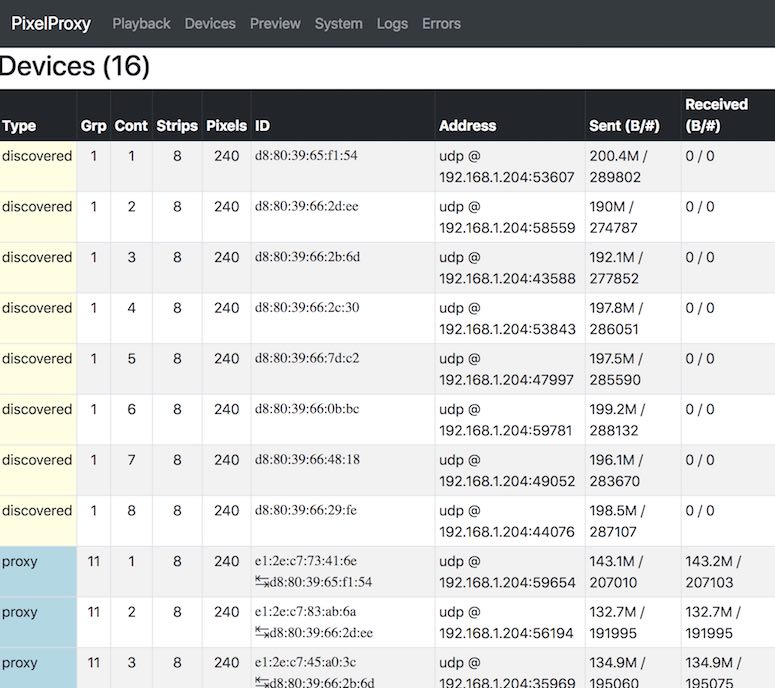 PixelProxy Playback Devices Preview System Logs Errors
Devices (16)
Type Grp Cont Strips Pixels ID Address Sent (B/#) Received (B/#)
discovered 1 1 8 240 d8:80:39:65:f1:54 udp @ 192.168.1.204:53607 200.4M / 289802 0 / 0
discovered 1 2 8 240 d8:80:39:66:2d:ee udp @ 192.168.1.204:58559 190M / 274787 0 / 0
discovered 1 3 8 240 d8:80:39:66:2b:6d udp @ 192.168.1.204:43588 192.1M / 277852 0 / 0
discovered 1 4 8 240 d8:80:39:66:2c:30 udp @ 192.168.1.204:53843 197.8M / 286051 0 / 0
discovered 1 5 8 240 d8:80:39:66:7d:c2 udp @ 192.168.1.204:47997 197.5M / 285590 0 / 0
discovered 1 6 8 240 d8:80:39:66:0b:bc udp @ 192.168.1.204:59781 199.2M / 288132 0 / 0
discovered 1 7 8 240 d8:80:39:66:48:18 udp @ 192.168.1.204:49052 196.1M / 283670 0 / 0
discovered 1 8 8 240 d8:80:39:66:29:fe udp @ 192.168.1.204:44076 198.5M / 287107 0 / 0
proxy 11 1 8 240 e1:2e:c7:73:41:6e ↹d8:80:39:65:f1:54 udp @ 192.168.1.204:59654 143.1M / 207010 143.2M / 207103
proxy 11 2 8 240 e1:2e:c7:83:ab:6a ↹d8:80:39:66:2d:ee udp @ 192.168.1.204:56194 132.7M / 191995 132.7M / 191995
proxy 11 3 8 240 e1:2e:c7:45:a0:3c ↹d8:80:39:66:2b:6d udp @ 192.168.1.204:35969 134.9M / 195060 134.9M / 195075